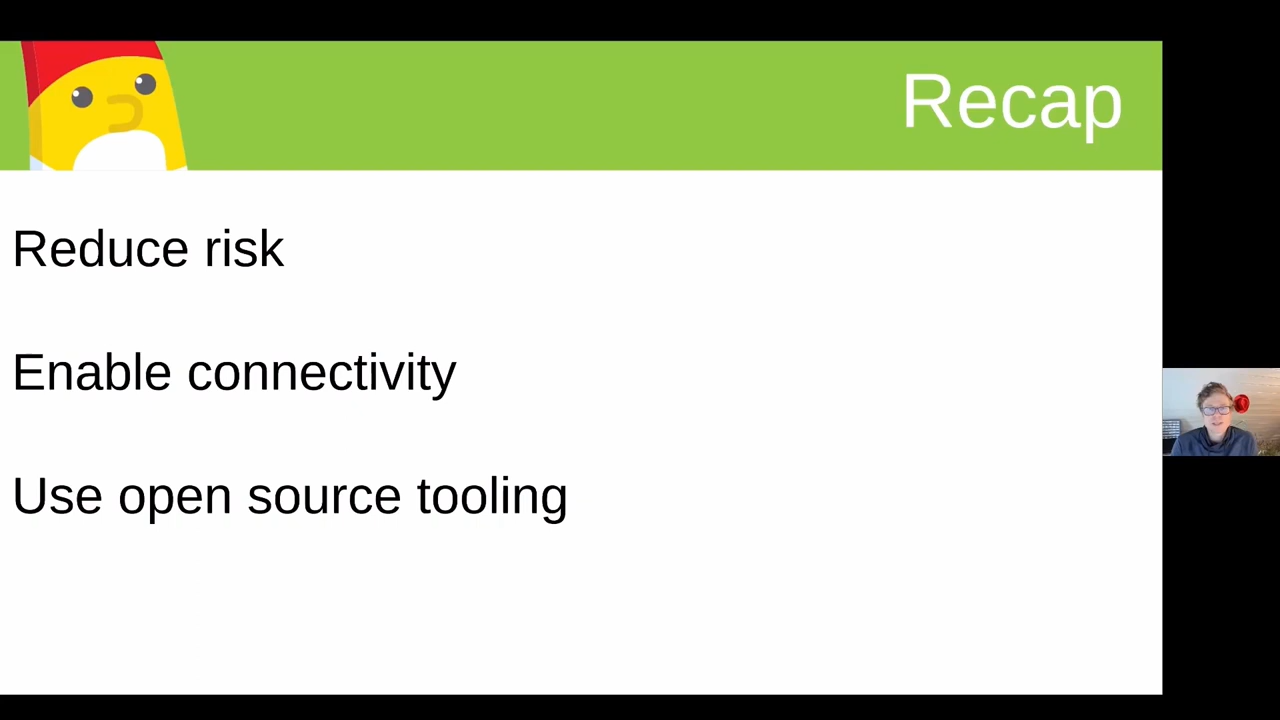 Recap
Reduce risk
Enable connectivity
Use open source tooling